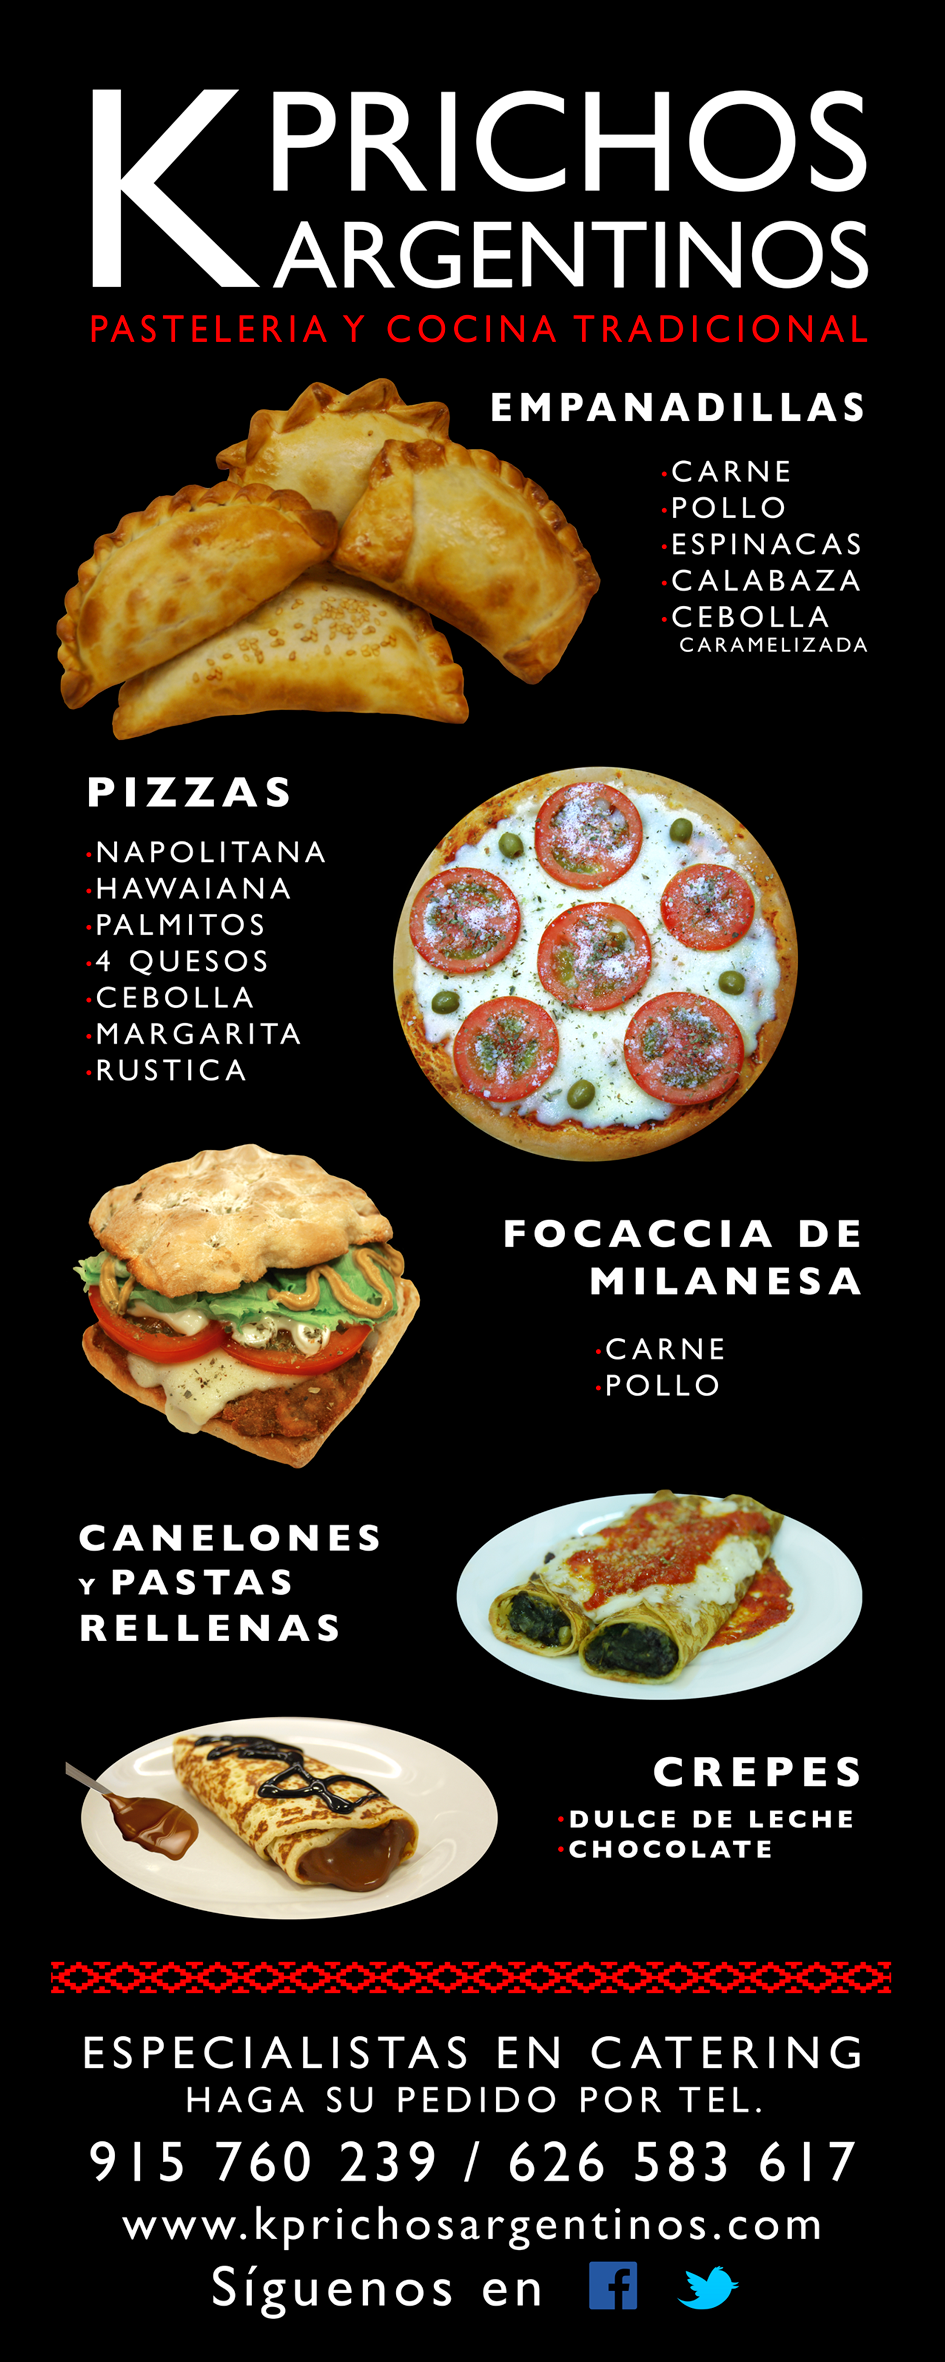 K PRICHOS
ARGENTINOS
PASTELERIA Y COCINA TRADICIONAL
EMPANADILLAS
·CARNE
·POLLO
·ESPINACAS
·CALABAZA
·CEBOLLA
CARAMELIZADA
PIZZAS
·NAPOLITANA
·HAWAIANA
·PALMITOS
·4 QUESOS
·CEBOLLA
·MARGARITA
·RUSTICA
FOCACCIA DE
MILANESA
·CARNE
·POLLO
CANELONES
Y PASTAS
RELLENAS
CREPES
·DULCE DE LECHE
·CHOCOLATE
ESPECIALISTAS EN CATERING
HAGA SU PEDIDO POR TEL.
915 760 239 / 626 583 617
www.kprichosargentinos.com
Síguenos en